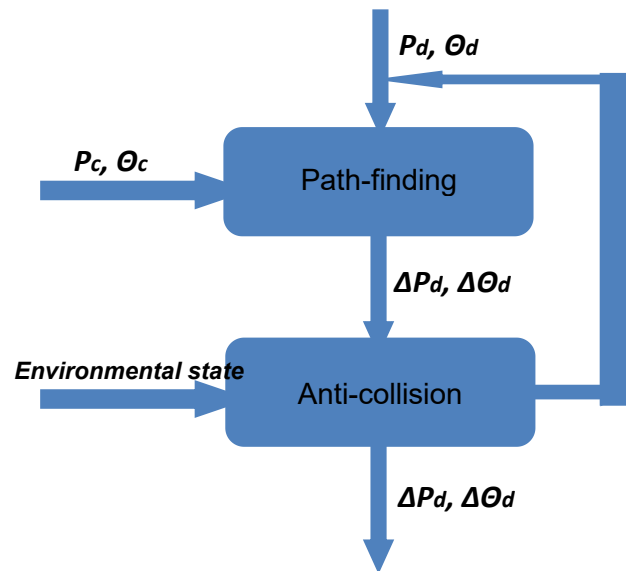 Pd, Θd
Pc, Θc
Path-finding
ΔPd, ΔΘd
Environmental state
Anti-collision
ΔPd, ΔΘd